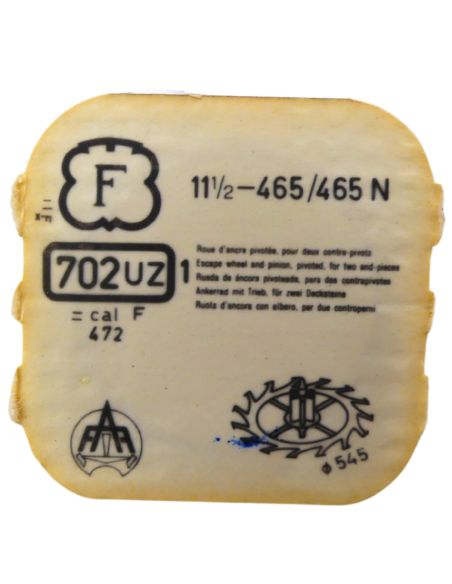 F
11½–465/465 N
=F
x
702UZ 1
= cal F
472
Roue d'ancre pivotée, pour deux contre-pivots
Escape wheel and pinion, pivoted, for two end-pieces
Rueda de áncora pivoteada, para dos contrapivotes
Ankerrad mit Trieb, für zwei Decksteine
Ruota d'ancora con albero, per due controperni
FAR
ø 545